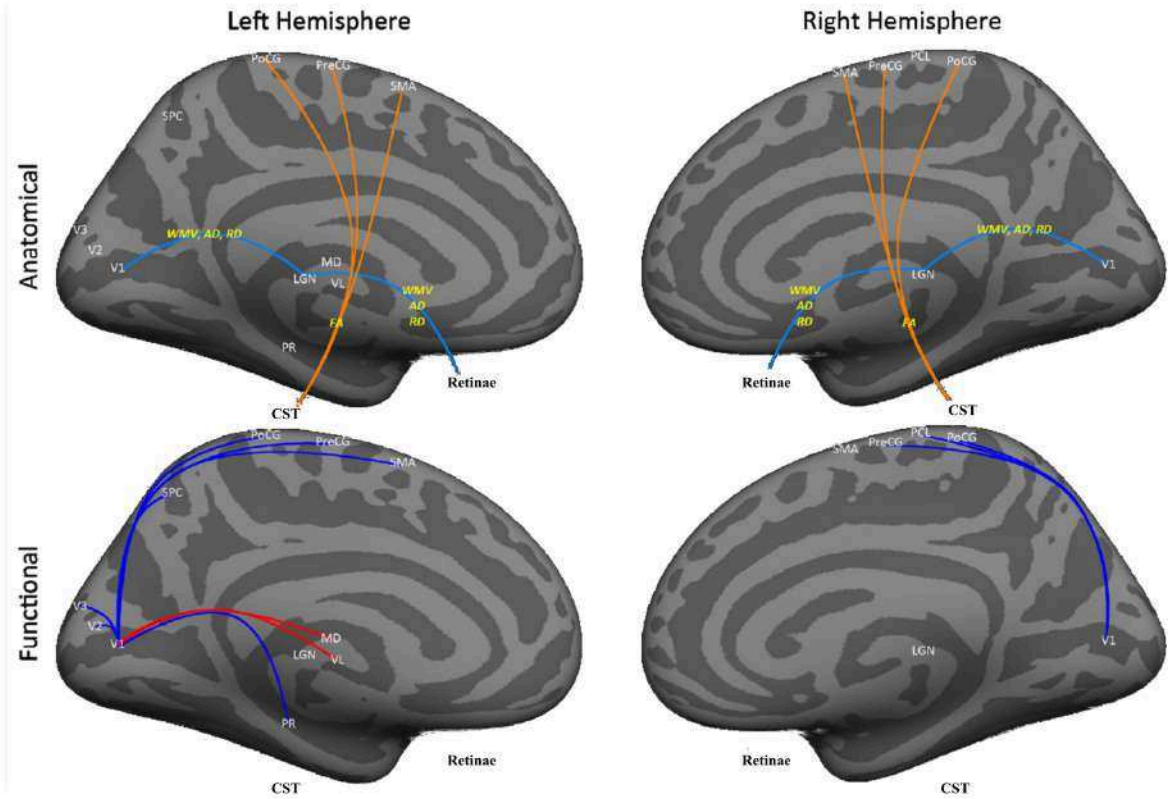 Left Hemisphere
Right Hemisphere
Anatomical
PoCG
PreCG
SMA
SPC
V3
V2
V1
WMV, AD, RD
MD
LGN
VL
WMV
AD
RD
FA
PR
Retinae
CST
SMA
PreCG
PCL
PoCG
WMV, AD, RD
V1
LGN
WMV
AD
RD
FA
Retinae
CST
Functional
PoCG
PreCG
SMA
SPC
V3
V2
V1
MD
LGN
VL
PR
Retinae
CST
SMA
PreCG
PCL
PoCG
V1
LGN
Retinae
CST